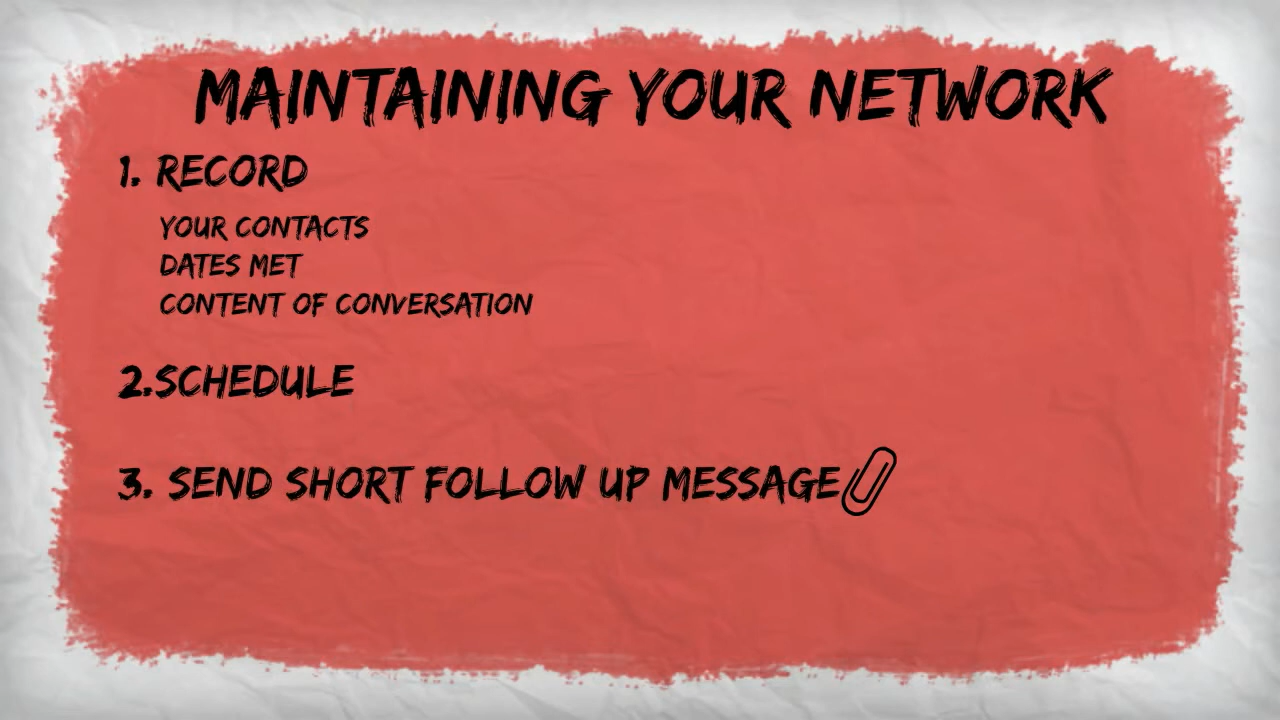 MAINTAINING YOUR NETWORK
1. RECORD
YOUR CONTACTS
DATES MET
CONTENT OF CONVERSATION
2.SCHEDULE
3. SEND SHORT FOLLOW UP MESSAGE